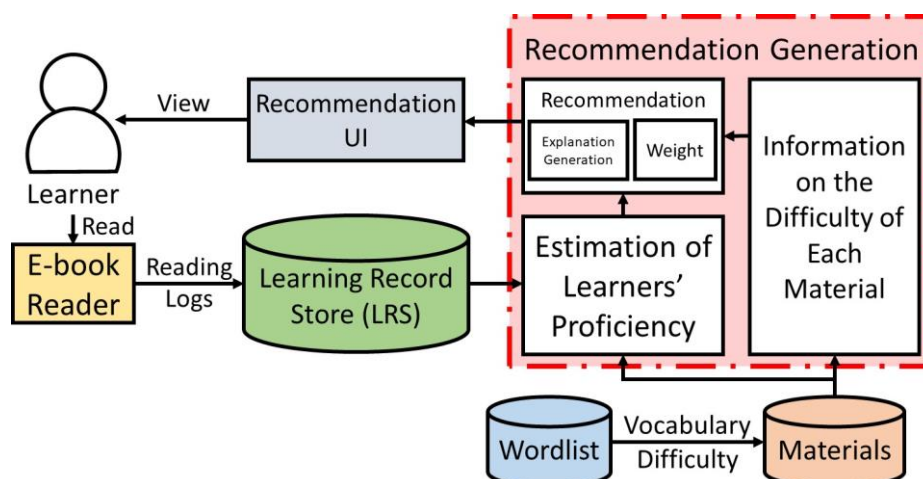 Recommendation Generation
View
Recommendation
UI
Recommendation
Explanation
Generation
Weight
Information
on the
Difficulty of
Each
Material
Learner
Read
E-book
Reader
Reading
Logs
Learning Record
Store (LRS)
Estimation of
Learners'
Proficiency
Wordlist
Vocabulary
Difficulty
Materials